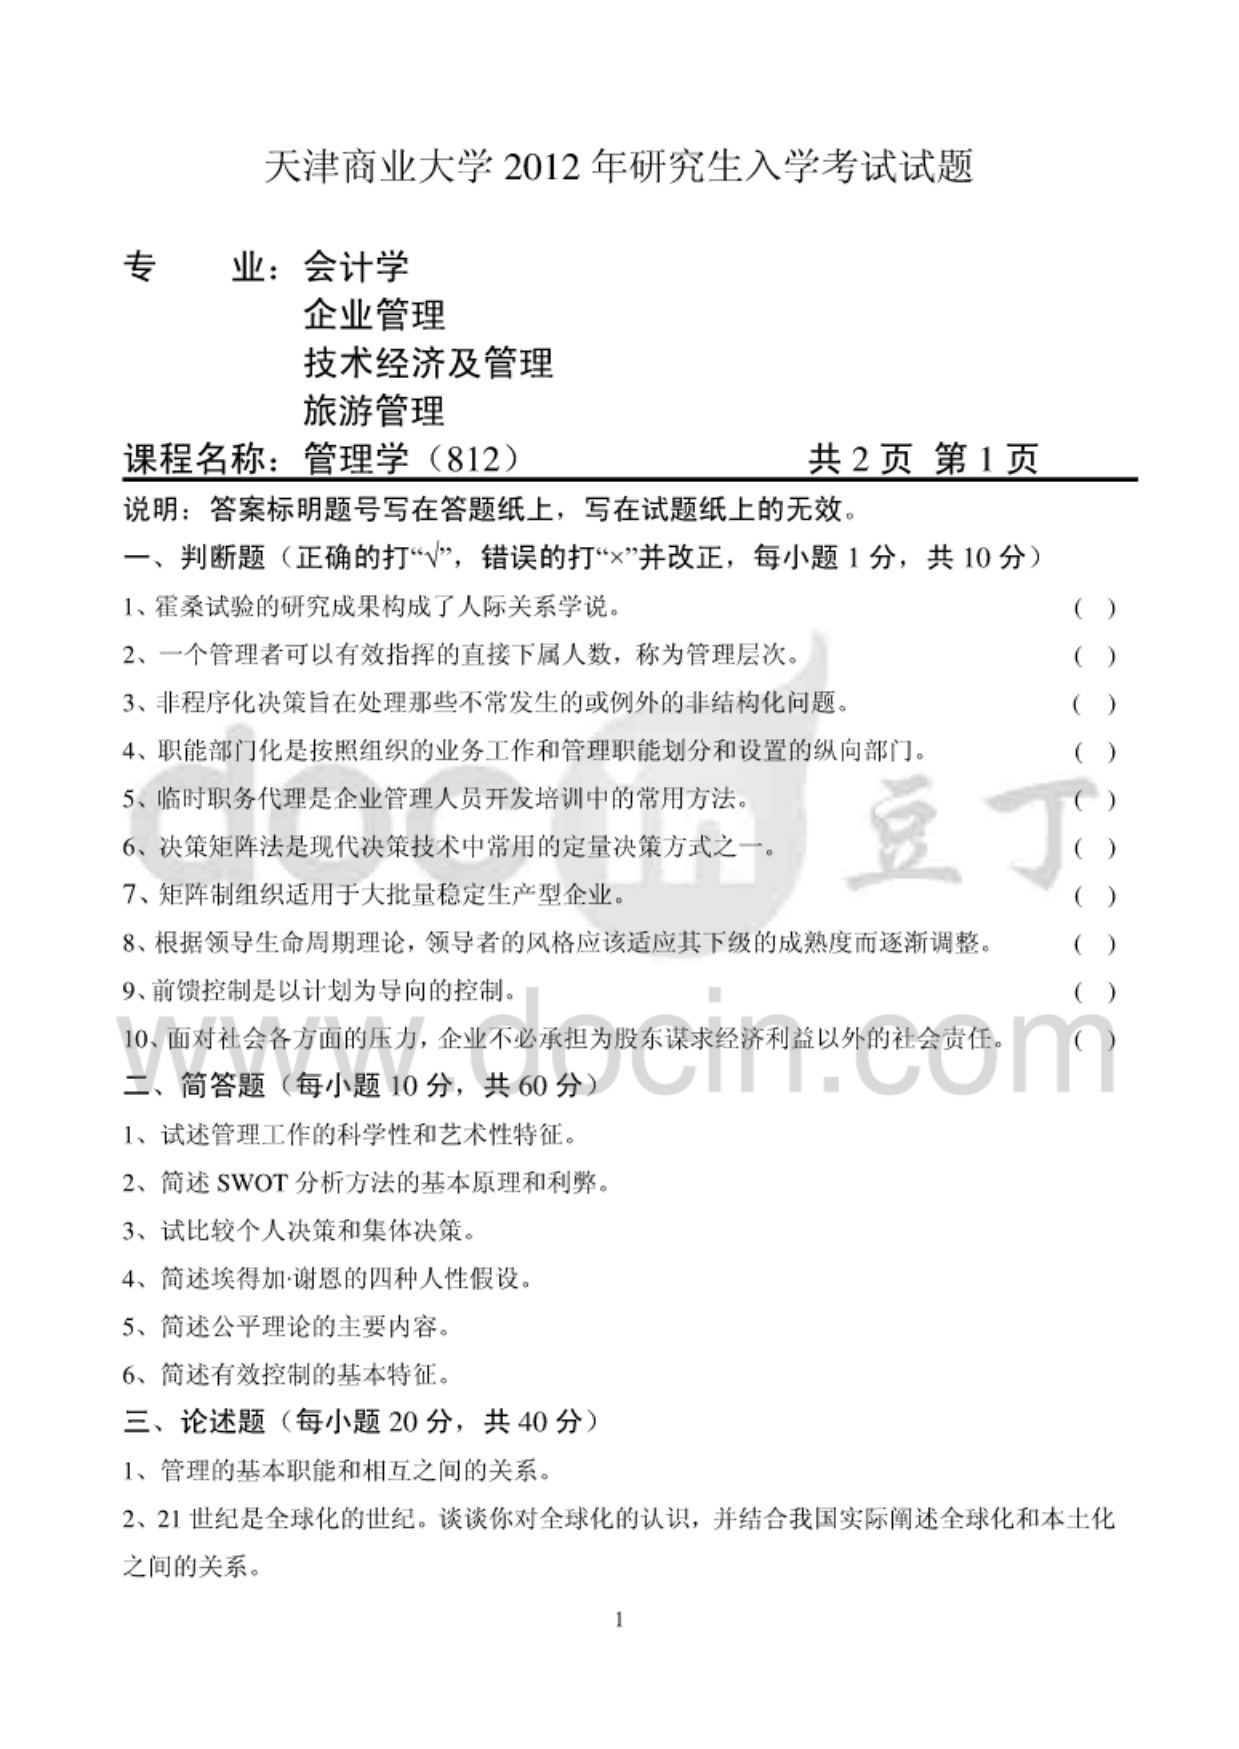 天津商业大学 2012 年研究生入学考试试题
专 业：会计学
企业管理
技术经济及管理
旅游管理
课程名称：管理学（812） 共 2 页 第 1 页
说明：答案标明题号写在答题纸上，写在试题纸上的无效。
一、判断题（正确的打“√”，错误的打“×”并改正，每小题 1 分，共 10 分）
1、霍桑试验的研究成果构成了人际关系学说。 （ ）
2、一个管理者可以有效指挥的直接下属人数，称为管理层次。 （ ）
3、非程序化决策旨在处理那些不常发生的或例外的非结构化问题。 （ ）
4、职能部门化是按照组织的业务工作和管理职能划分和设置的纵向部门。 （ ）
5、临时职务代理是企业管理人员开发培训中的常用方法。 （ ）
6、决策矩阵法是现代决策技术中常用的定量决策方式之一。 （ ）
7、矩阵制组织适用于大批量稳定生产型企业。 （ ）
8、根据领导生命周期理论，领导者的风格应该适应其下级的成熟度而逐渐调整。 （ ）
9、前馈控制是以计划为导向的控制。 （ ）
10、面对社会各方面的压力，企业不必承担为股东谋求经济利益以外的社会责任。 （ ）
二、简答题（每小题 10 分，共 60 分）
1、试述管理工作的科学性和艺术性特征。
2、简述 SWOT 分析方法的基本原理和利弊。
3、试比较个人决策和集体决策。
4、简述埃得加·谢恩的四种人性假设。
5、简述公平理论的主要内容。
6、简述有效控制的基本特征。
三、论述题（每小题 20 分，共 40 分）
1、管理的基本职能和相互之间的关系。
2、21 世纪是全球化的世纪。谈谈你对全球化的认识，并结合我国实际阐述全球化和本土化
之间的关系。
1
docin 豆丁
www.docin.com